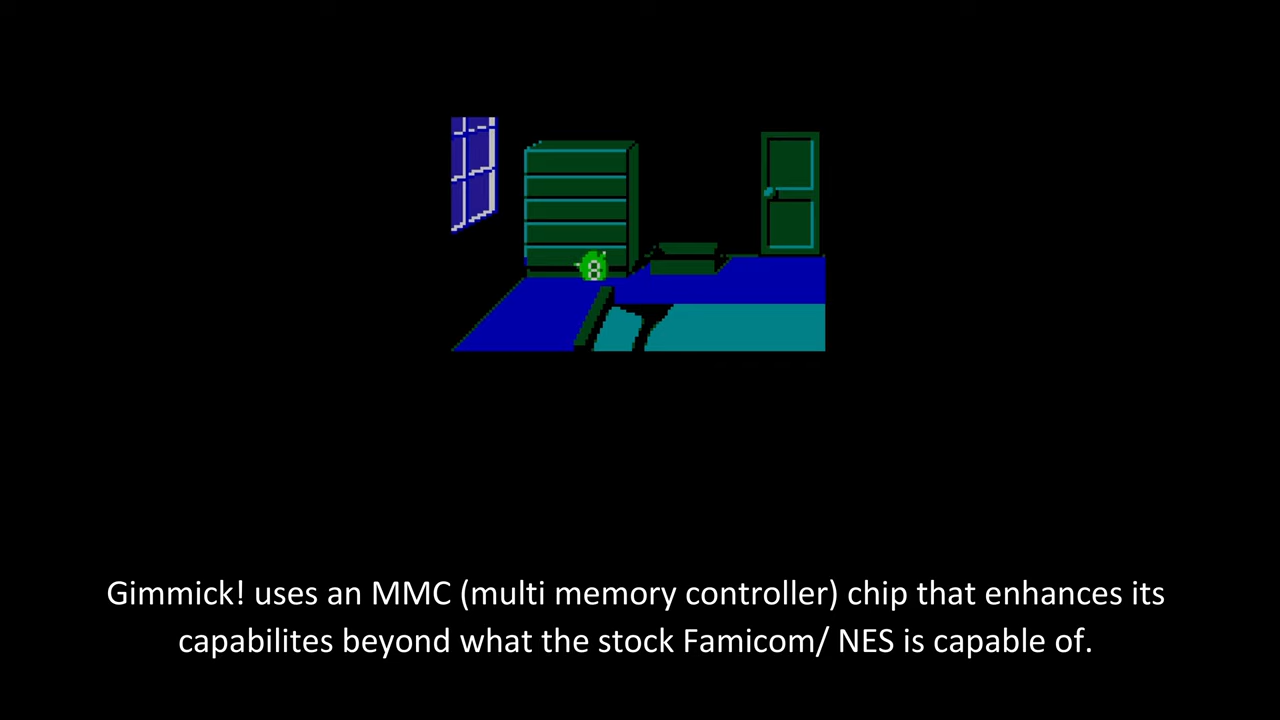 8
Gimmick! uses an MMC (multi memory controller) chip that enhances its
capabilites beyond what the stock Famicom/ NES is capable of.